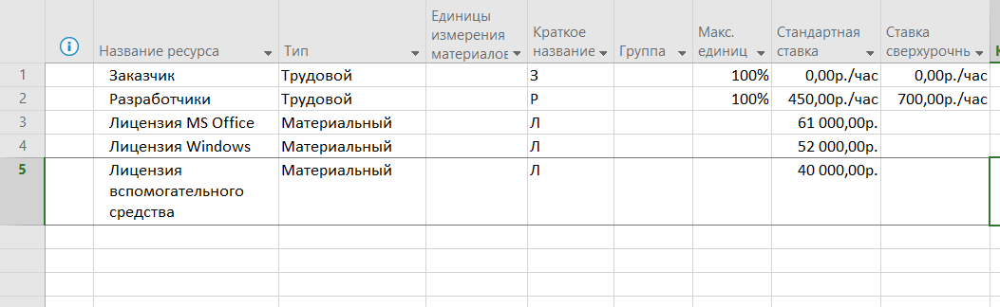 Название ресурса Тип Единицы измерения материалов Краткое название Группа Макс. единиц Стандартная ставка Ставка сверхурочнь
1 Заказчик Трудовой З 100% 0,00р./час 0,00р./час
2 Разработчики Трудовой Р 100% 450,00р./час 700,00р./час
3 Лицензия MS Office Материальный Л 61 000,00р.
4 Лицензия Windows Материальный Л 52 000,00р.
5 Лицензия Материальный Л 40 000,00р.
вспомогательного
средства